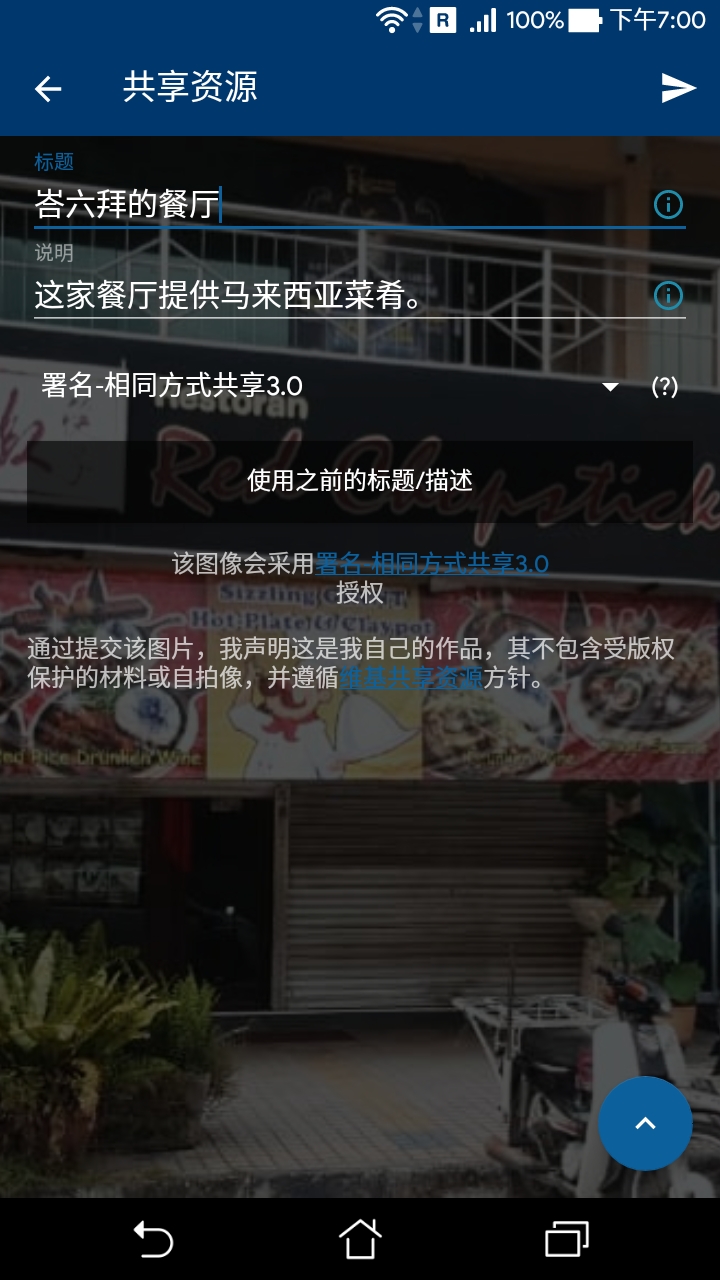 R 100% 下午7:00
共享资源
标题
峇六拜的餐厅
说明
这家餐厅提供马来西亚菜肴。
署名-相同方式共享3.0 (?)
Restoran
Red Chopstick
使用之前的标题/描述
该图像会采用署名-相同方式共享3.0
授权
Sizzling
Hot Plate & Claypot
通过提交该图片，我声明这是我自己的作品，其不包含受版权
保护的材料或自拍像，并遵循维基共享资源方针。
Red Rice Drunken Wine